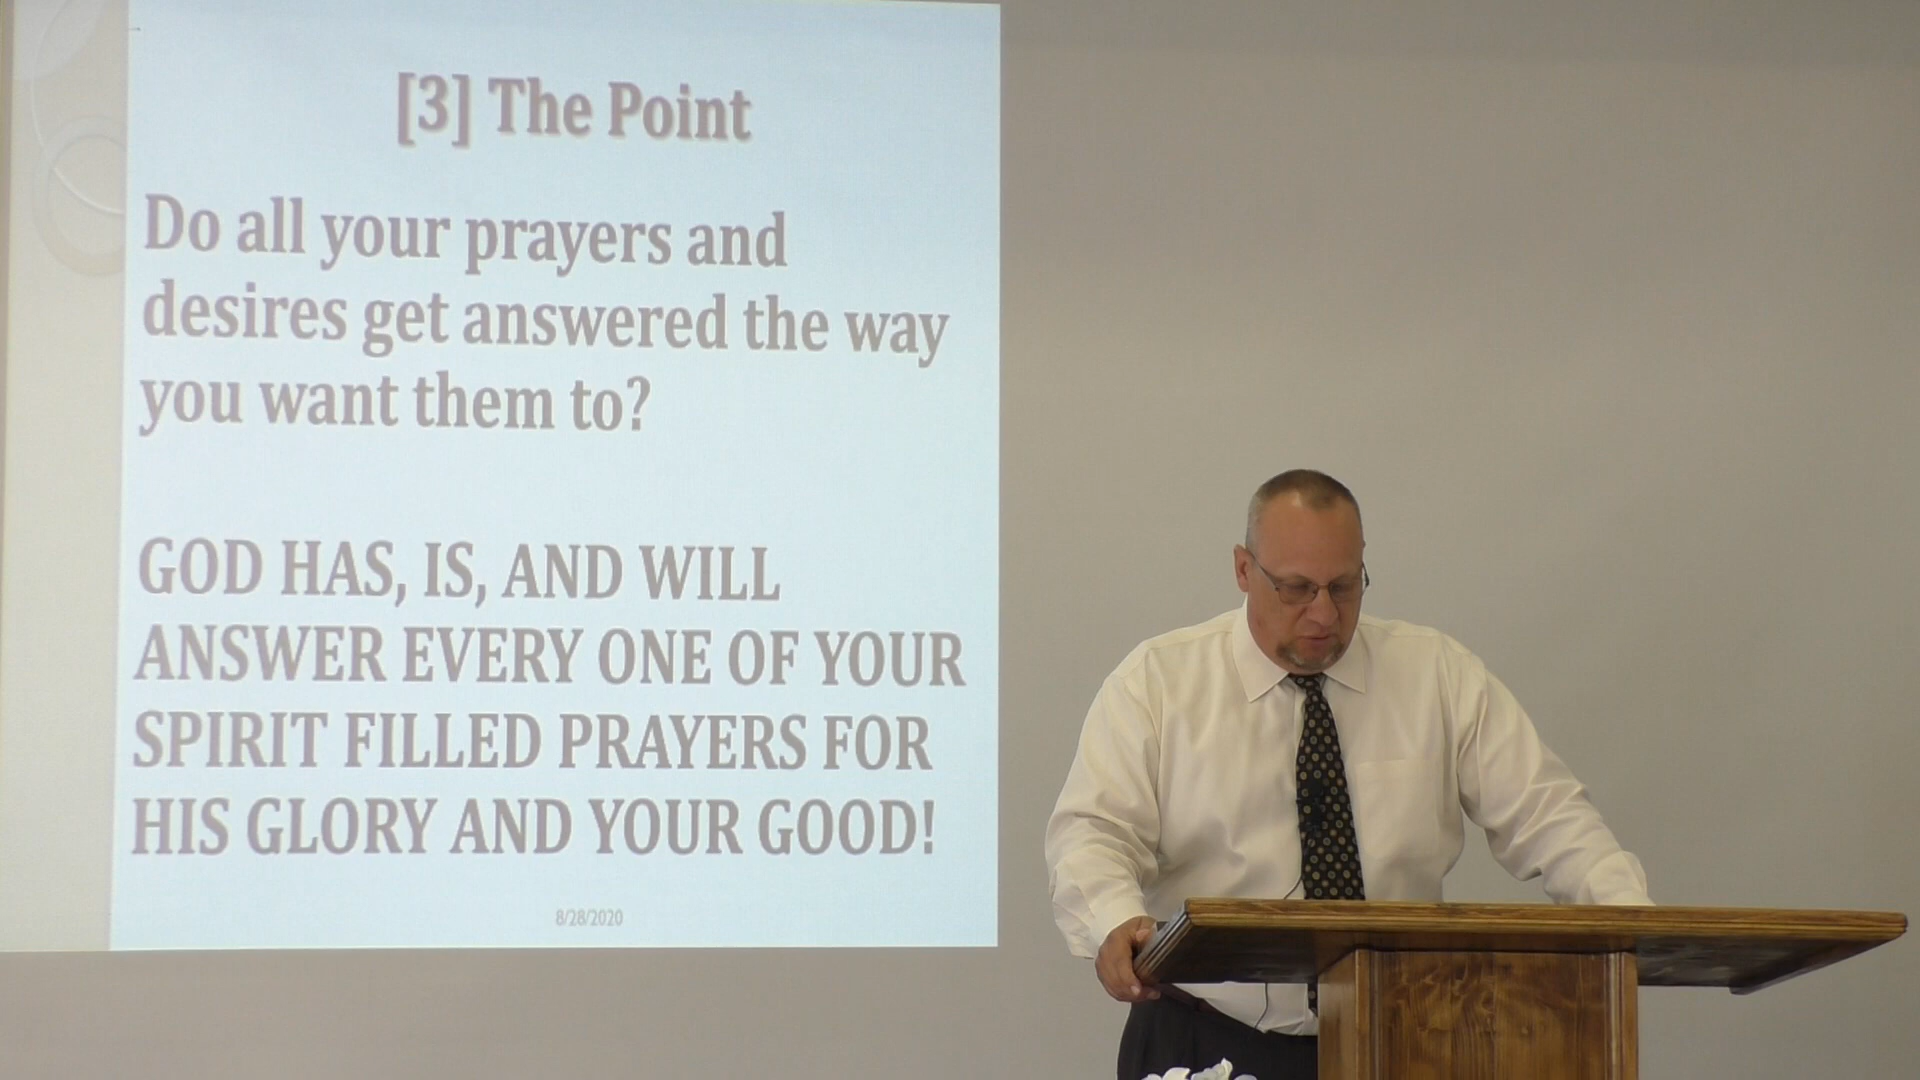 [3] The Point
Do all your prayers and
desires get answered the way
you want them to?
GOD HAS, IS, AND WILL
ANSWER EVERY ONE OF YOUR
SPIRIT FILLED PRAYERS FOR
HIS GLORY AND YOUR GOOD!
8/28/2020